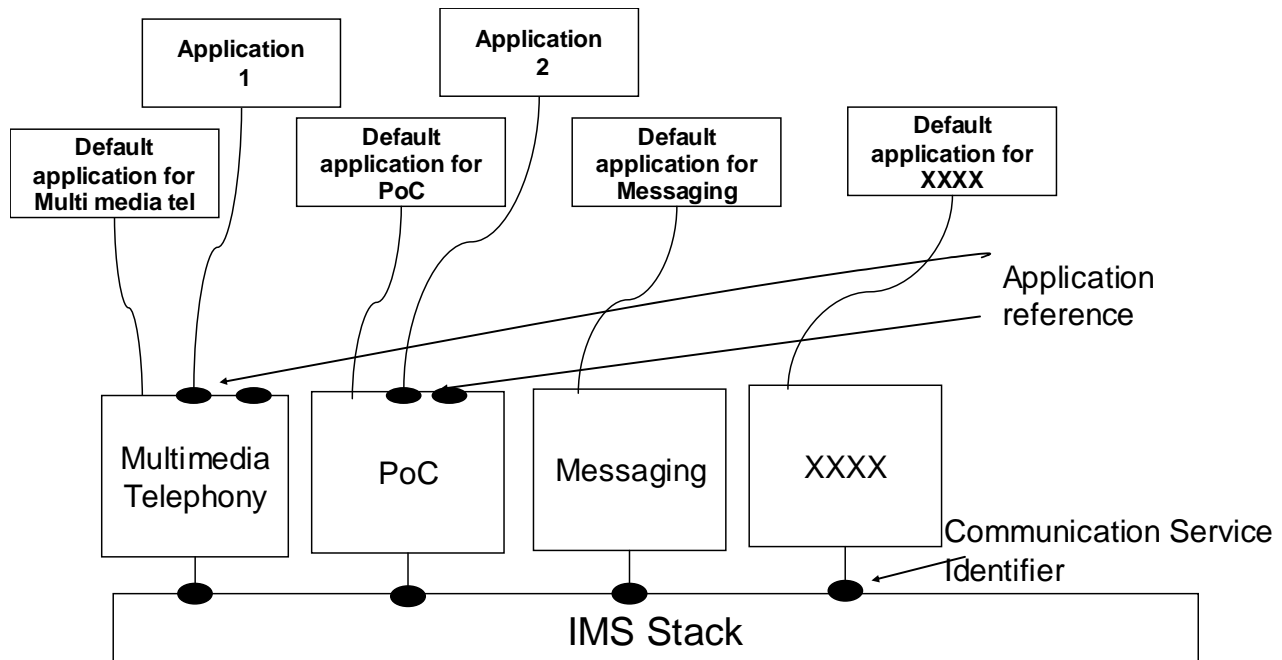 Application
1
Application
2
Default
application for
Multi media tel
Default
application for
PoC
Default
application for
Messaging
Default
application for
XXXX
Application
reference
Multimedia
Telephony
PoC
Messaging
XXXX
Communication Service
Identifier
IMS Stack